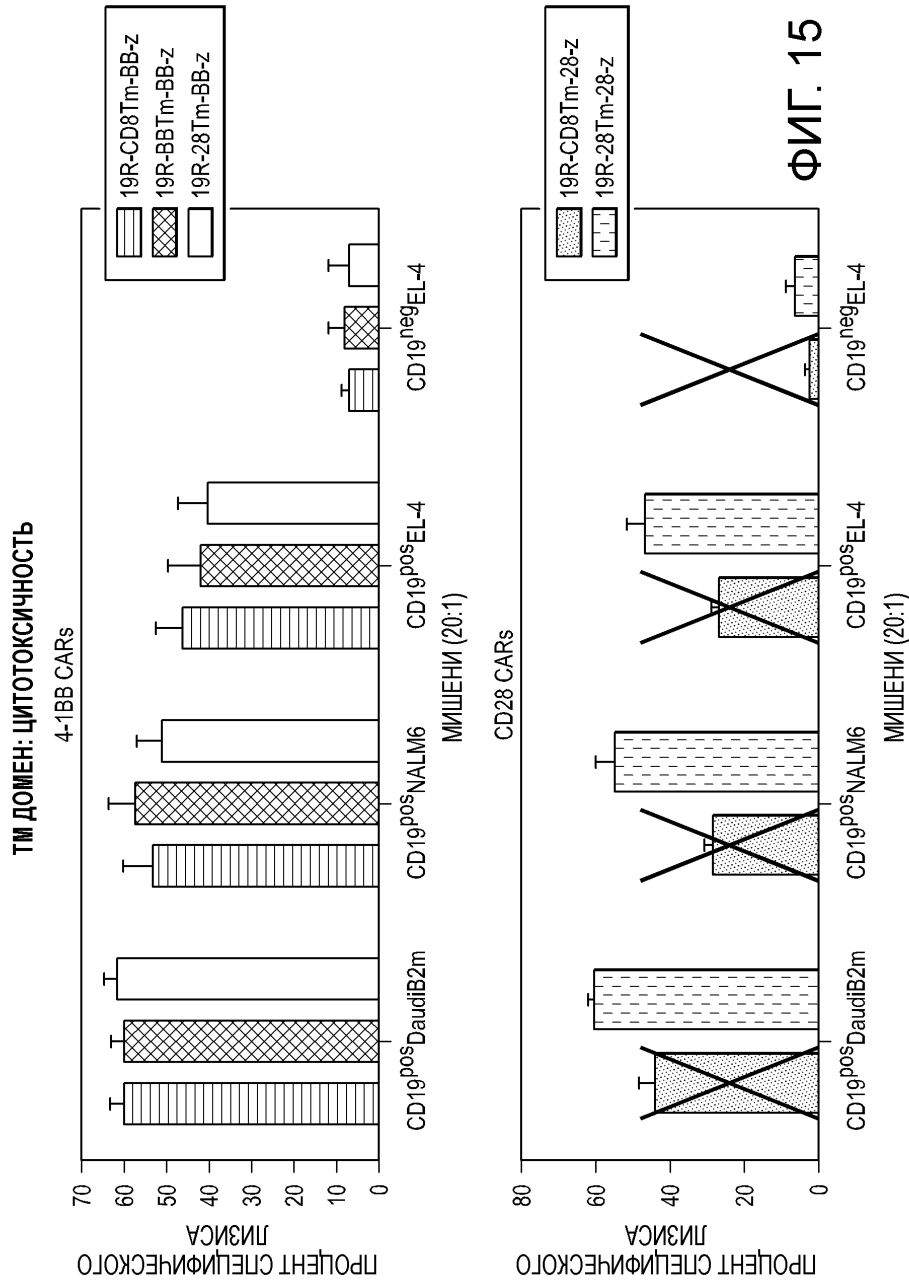 ТМ ДОМЕН: ЦИТОТОКСИЧНОСТЬ
4-1BB CARs
19R-CD8Tm-BB-z
19R-BBTm-BB-z
19R-28Tm-BB-z
ПРОЦЕНТ СПЕЦИФИЧЕСКОГО
ЛИЗИСА
70
60
50
40
30
20
10
0
CD19posDaudiB2m
CD19posNALM6
CD19posEL-4
CD19negEL-4
МИШЕНИ (20:1)
CD28 CARs
19R-CD8Tm-28-z
19R-28Tm-28-z
ПРОЦЕНТ СПЕЦИФИЧЕСКОГО
ЛИЗИСА
80
60
40
20
0
CD19posDaudiB2m
CD19posNALM6
CD19posEL-4
CD19negEL-4
МИШЕНИ (20:1)
ФИГ. 15